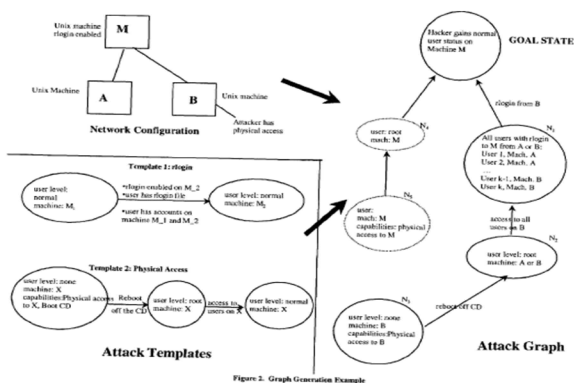 Unix machine
rlogin enabled
M
Unix Machine
A
B
Unix machine
Attacker has
physical access
Network Configuration
Template 1: rlogin
user level:
normal
machine: M₁
•rlogin enabled on M_2
•user has rlogin file
•user has accounts on
machine M_1 and M_2
user level: normal
machine: M₂
Template 2: Physical Access
user level: none
machine: X
capabilities:Physical access
to X, Boot CD
Reboot
off the CD
user level: root
machine: X
access to
users on X
user level: normal
machine: X
Attack Templates
Hacker gains normal
user status on
Machine M
GOAL STATE
rlogin from B
user: root
mach: M
user:
mach: M
capabilities: physical
access to M
All users with rlogin
to M from A or B:
User 1, Mach. A
User 2, Mach. A
...
User k-1, Mach. B
User k, Mach. B
access to all
users on B
N₂
user level: root
machine: A or B
N₁
user level: none
machine: B
capabilities:Physical
access to B
reboot off CD
Attack Graph
Figure 2. Graph Generation Example